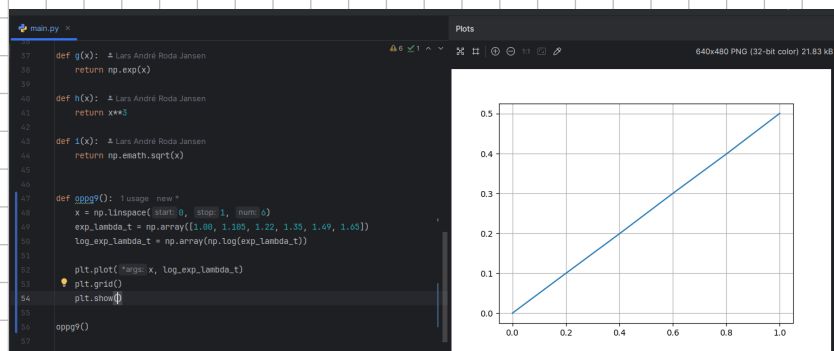 main.py ×
6 1
37 def g(x): Lars André Roda Jansen
38 return np.exp(x)
39
40 def h(x): Lars André Roda Jansen
41 return x**3
42
43 def i(x): Lars André Roda Jansen
44 return np.emath.sqrt(x)
45
46
47 def oppg9(): 1 usage new *
48 x = np.linspace( start: 0, stop: 1, num: 6)
49 exp_lambda_t = np.array([1.00, 1.105, 1.22, 1.35, 1.49, 1.65])
50 log_exp_lambda_t = np.array(np.log(exp_lambda_t))
51
52 plt.plot( *args: x, log_exp_lambda_t)
53 plt.grid()
54 plt.show()
55
56 oppg9()
57
Plots
1:1
640x480 PNG (32-bit color) 21.83 kB
0.5
0.4
0.3
0.2
0.1
0.0
0.0 0.2 0.4 0.6 0.8 1.0